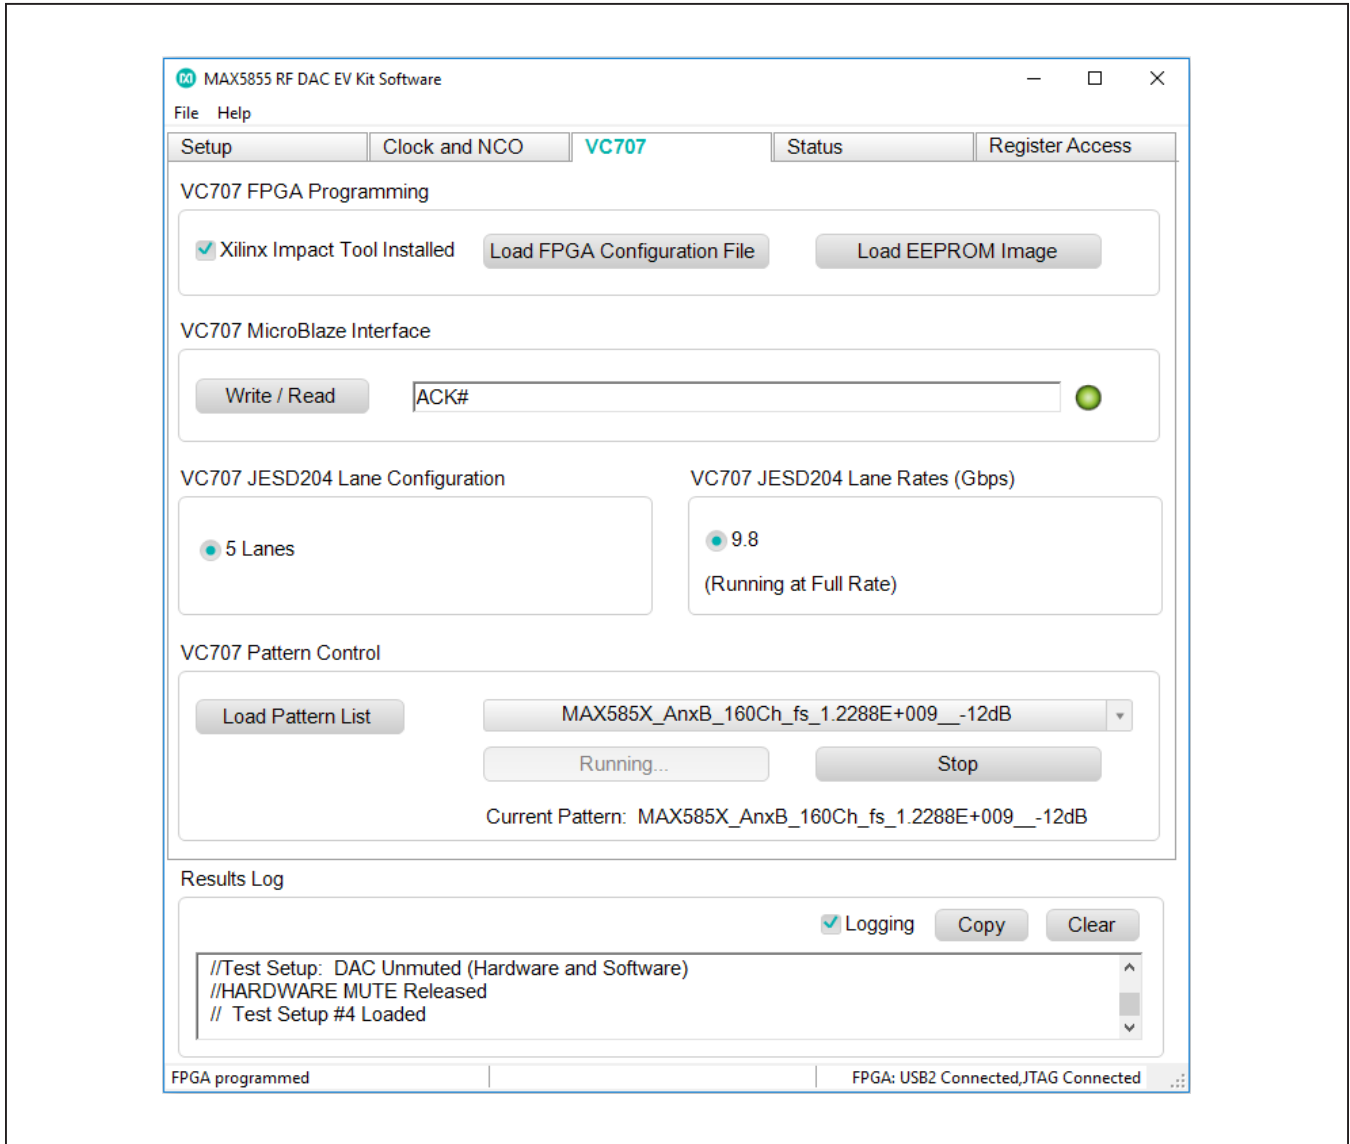 MAX5855 RF DAC EV Kit Software
File Help
Setup Clock and NCO VC707 Status Register Access
VC707 FPGA Programming
Xilinx Impact Tool Installed Load FPGA Configuration File Load EEPROM Image
VC707 MicroBlaze Interface
Write / Read ACK#
VC707 JESD204 Lane Configuration VC707 JESD204 Lane Rates (Gbps)
5 Lanes 9.8
(Running at Full Rate)
VC707 Pattern Control
Load Pattern List MAX585X_AnxB_160Ch_fs_1.2288E+009__-12dB
Running... Stop
Current Pattern: MAX585X_AnxB_160Ch_fs_1.2288E+009__-12dB
Results Log
Logging Copy Clear
//Test Setup: DAC Unmuted (Hardware and Software)
//HARDWARE MUTE Released
// Test Setup #4 Loaded
FPGA programmed FPGA: USB2 Connected,JTAG Connected